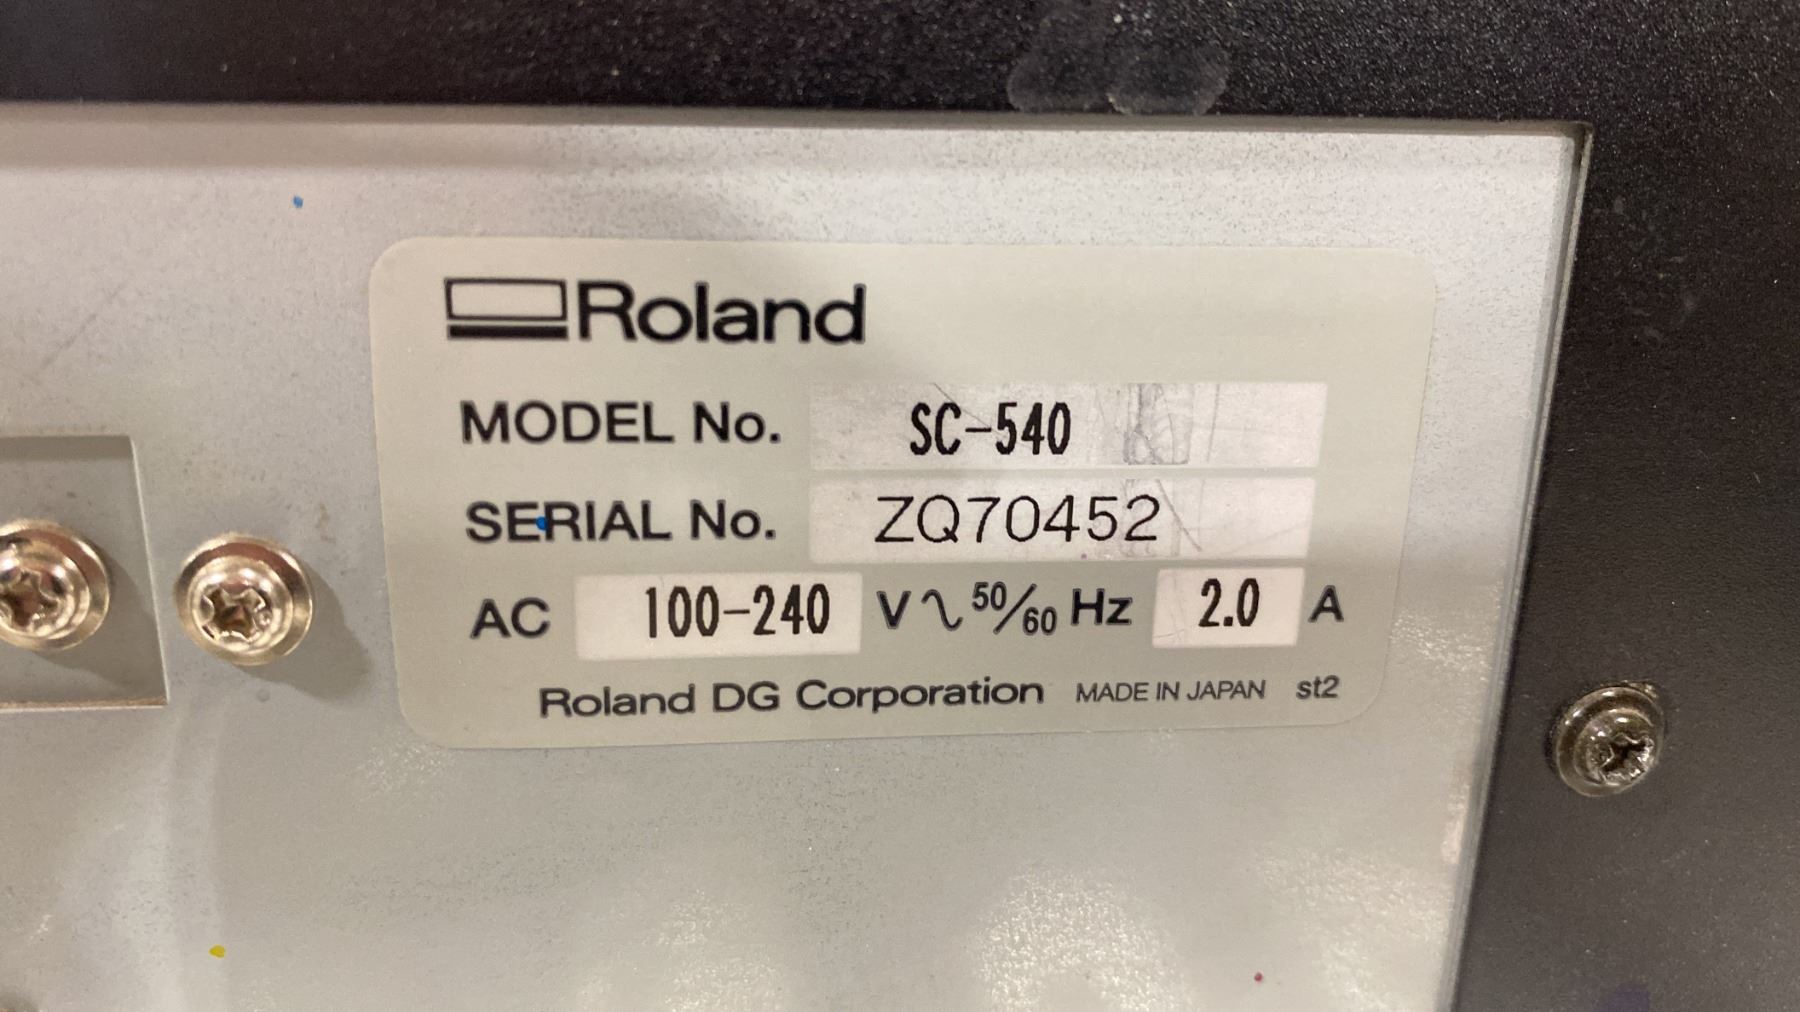 Roland
MODEL No. SC-540
SERIAL No. ZQ70452
AC 100-240 V ∿ 50/60 Hz 2.0 A
Roland DG Corporation MADE IN JAPAN st2